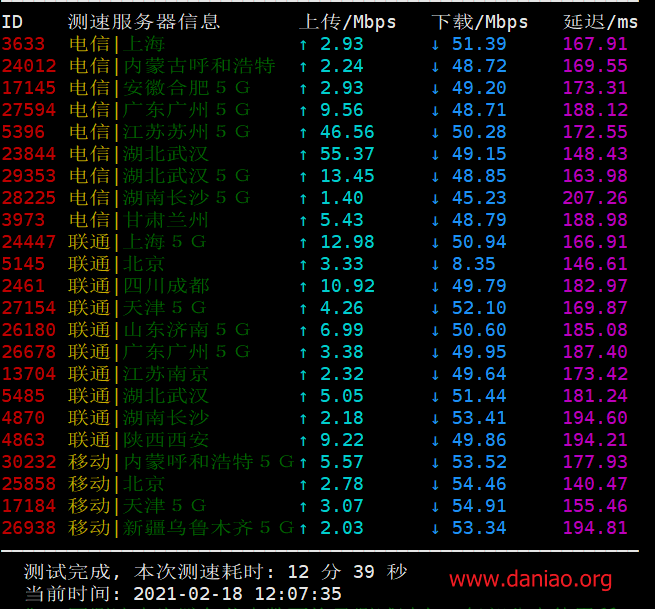 ID 测速服务器信息 上传/Mbps 下载/Mbps 延迟/ms
3633 电信|上海 ↑ 2.93 ↓ 51.39 167.91
24012 电信|内蒙古呼和浩特 ↑ 2.24 ↓ 48.72 169.55
17145 电信|安徽合肥５Ｇ ↑ 2.93 ↓ 49.20 173.31
27594 电信|广东广州５Ｇ ↑ 9.56 ↓ 48.71 188.12
5396 电信|江苏苏州５Ｇ ↑ 46.56 ↓ 50.28 172.55
23844 电信|湖北武汉 ↑ 55.37 ↓ 49.15 148.43
29353 电信|湖北武汉５Ｇ ↑ 13.45 ↓ 48.85 163.98
28225 电信|湖南长沙５Ｇ ↑ 1.40 ↓ 45.23 207.26
3973 电信|甘肃兰州 ↑ 5.43 ↓ 48.79 188.98
24447 联通|上海５Ｇ ↑ 12.98 ↓ 50.94 166.91
5145 联通|北京 ↑ 3.33 ↓ 8.35 146.61
2461 联通|四川成都 ↑ 10.92 ↓ 49.79 182.97
27154 联通|天津５Ｇ ↑ 4.26 ↓ 52.10 169.87
26180 联通|山东济南５Ｇ ↑ 6.99 ↓ 50.60 185.08
26678 联通|广东广州５Ｇ ↑ 3.38 ↓ 49.95 187.40
13704 联通|江苏南京 ↑ 2.32 ↓ 49.64 173.42
5485 联通|湖北武汉 ↑ 5.05 ↓ 51.44 181.24
4870 联通|湖南长沙 ↑ 2.18 ↓ 53.41 194.60
4863 联通|陕西西安 ↑ 9.22 ↓ 49.86 194.21
30232 移动|内蒙呼和浩特５Ｇ ↑ 5.57 ↓ 53.52 177.93
25858 移动|北京 ↑ 2.78 ↓ 54.46 140.47
17184 移动|天津５Ｇ ↑ 3.07 ↓ 54.91 155.46
26938 移动|新疆乌鲁木齐５Ｇ ↑ 2.03 ↓ 53.34 194.81
测试完成, 本次测速耗时: 12 分 39 秒
当前时间: 2021-02-18 12:07:35
www.daniao.org